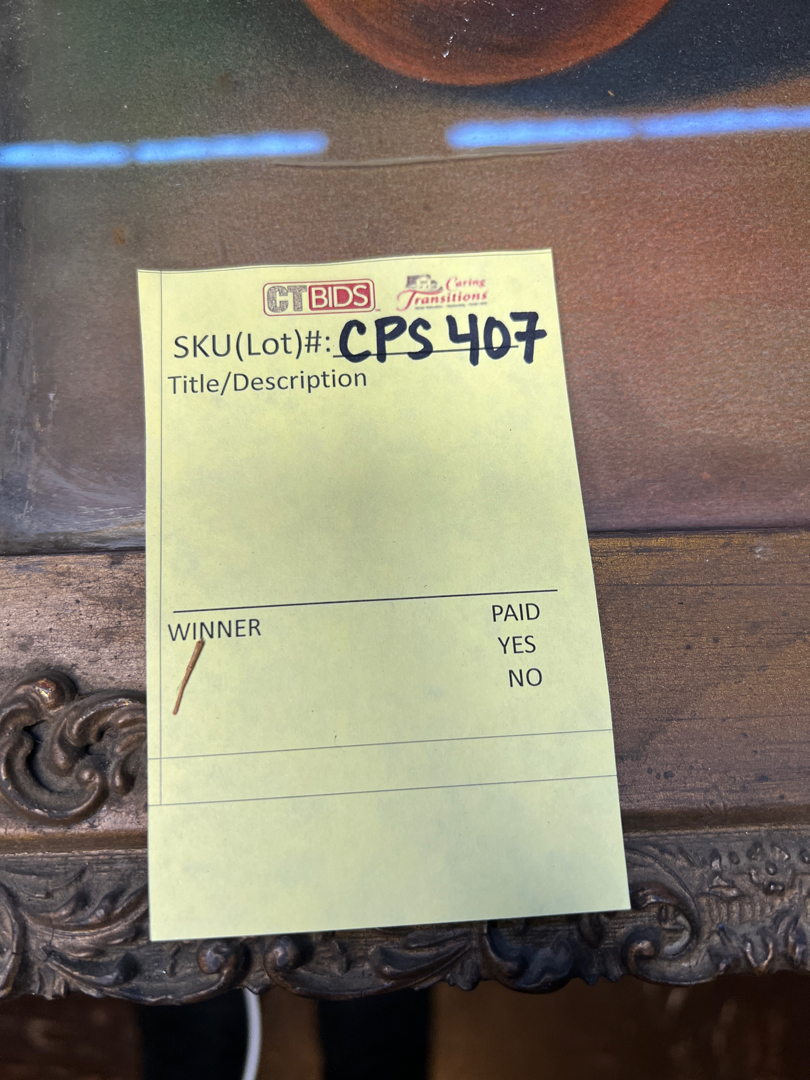 CTBIDS Caring Transitions
SKU(Lot)#: CPS 407
Title/Description
WINNER PAID
YES
NO